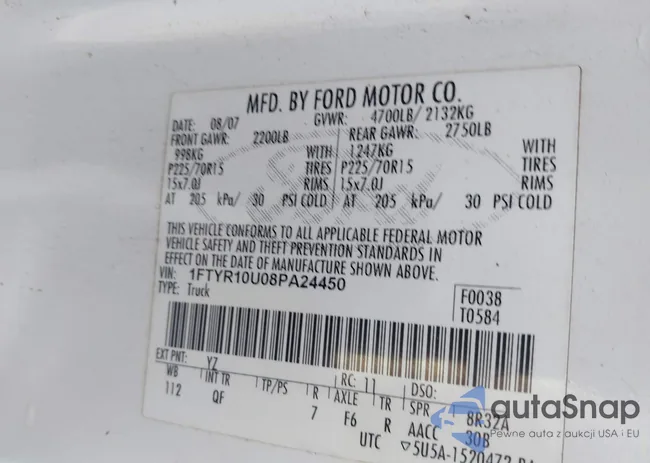 MFD. BY FORD MOTOR CO.
DATE: 08/07 GVWR: 4700LB/ 2132KG
FRONT GAWR: 2200LB REAR GAWR: 2750LB
998KG WITH 1247KG WITH
P225/70R15 TIRES P225/70R15 TIRES
15x7.0J RIMS 15x7.0J RIMS
AT 205 kPa/ 30 PSI COLD AT 205 kPa/ 30 PSI COLD
THIS VEHICLE CONFORMS TO ALL APPLICABLE FEDERAL MOTOR
VEHICLE SAFETY AND THEFT PREVENTION STANDARDS IN
EFFECT ON THE DATE OF MANUFACTURE SHOWN ABOVE.
VIN: 1FTYR10U08PA24450
TYPE: Truck
F0038
T0584
EXT PNT: YZ RC: 11 DSO:
WB INT TR TP/PS R AXLE TR SPR 8R32A
112 QF 7 F6 R AACC 30B
UTC ▽5U5A-1520472
autaSnap
Pewne auta z aukcji USA i EU